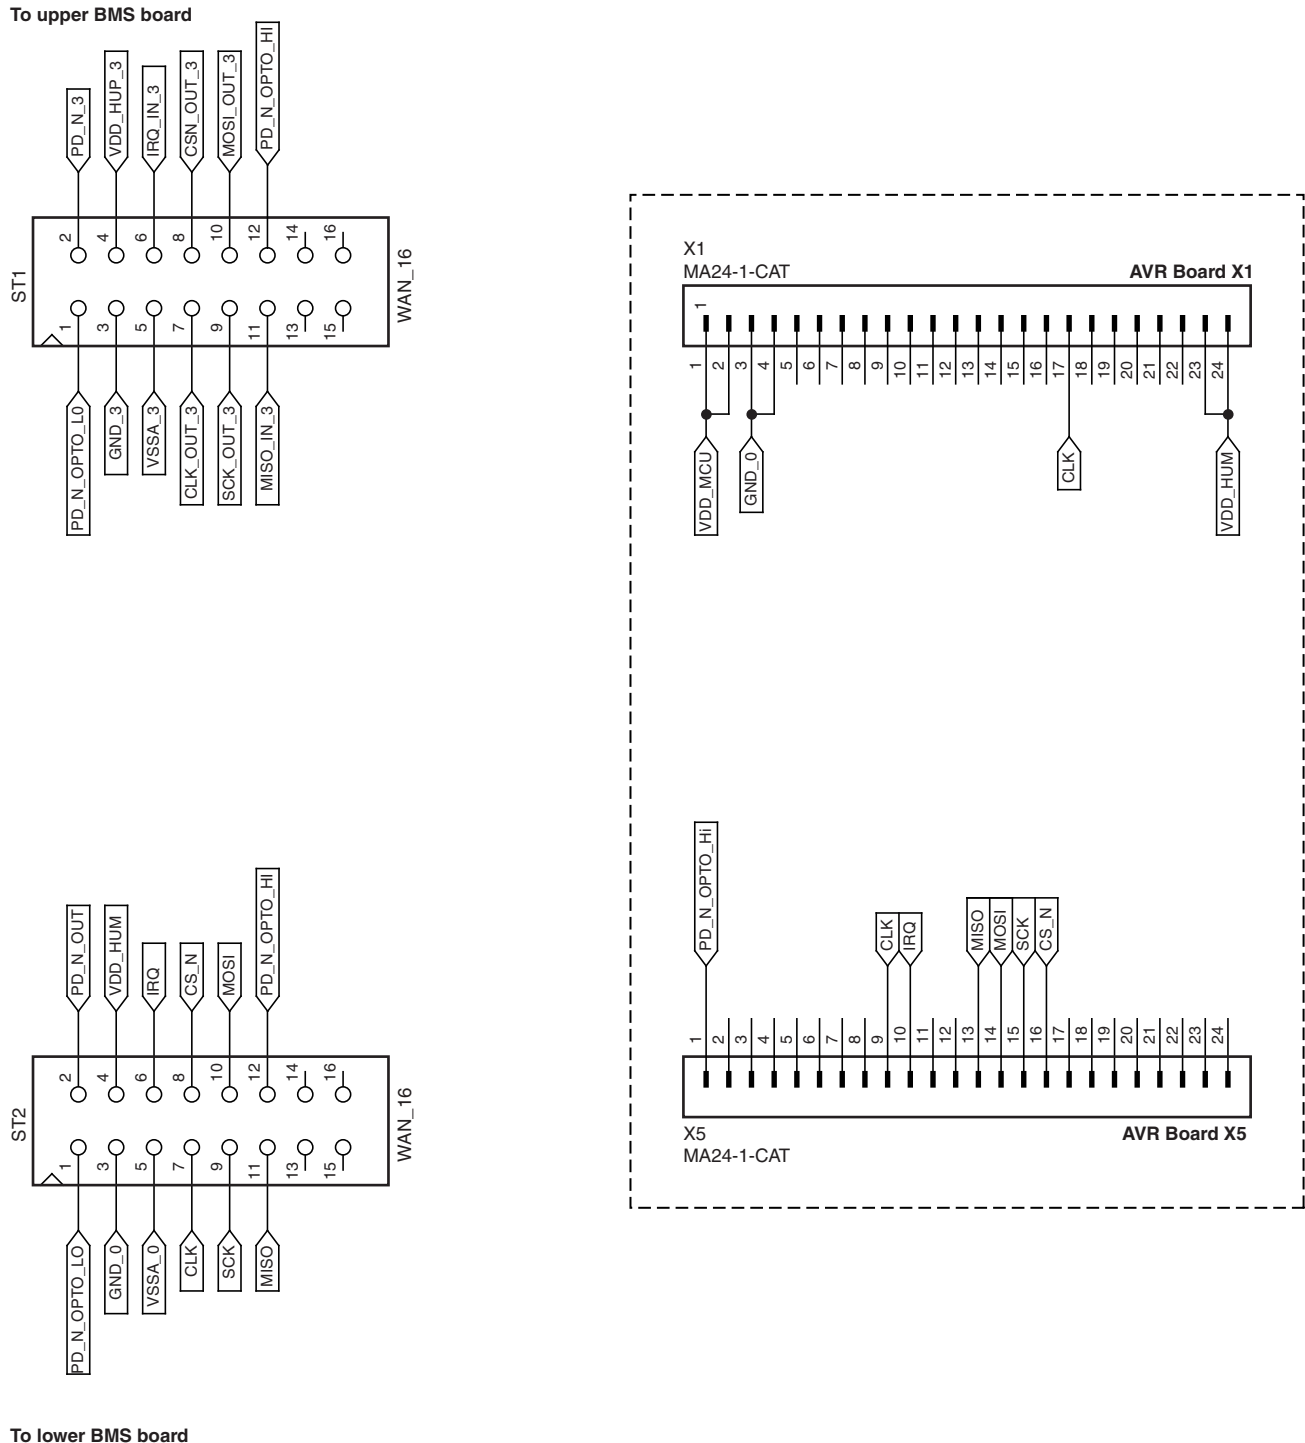 To upper BMS board
PD_N_3
VDD_HUP_3
IRQ_IN_3
CSN_OUT_3
MOSI_OUT_3
PD_N_OPTO_HI
2
4
6
8
10
12
14
16
ST1
WAN_16
1
3
5
7
9
11
13
15
PD_N_OPTO_L0
GND_3
VSSA_3
CLK_OUT_3
SCK_OUT_3
MISO_IN_3
X1
MA24-1-CAT
AVR Board X1
1
1
2
3
4
5
6
7
8
9
10
11
12
13
14
15
16
17
18
19
20
21
22
23
24
VDD_MCU
GND_0
CLK
VDD_HUM
PD_N_OUT
VDD_HUM
IRQ
CS_N
MOSI
PD_N_OPTO_HI
2
4
6
8
10
12
14
16
ST2
WAN_16
1
3
5
7
9
11
13
15
PD_N_OPTO_LO
GND_0
VSSA_0
CLK
SCK
MISO
PD_N_OPTO_Hi
CLK
IRQ
MISO
MOSI
SCK
CS_N
1
2
3
4
5
6
7
8
9
10
11
12
13
14
15
16
17
18
19
20
21
22
23
24
X5
MA24-1-CAT
AVR Board X5
To lower BMS board